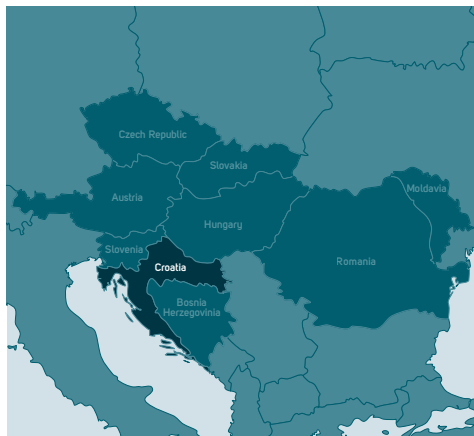 Czech Republic
Slovakia
Moldavia
Austria
Hungary
Slovenia
Croatia
Romania
Bosnia
Herzegovinia